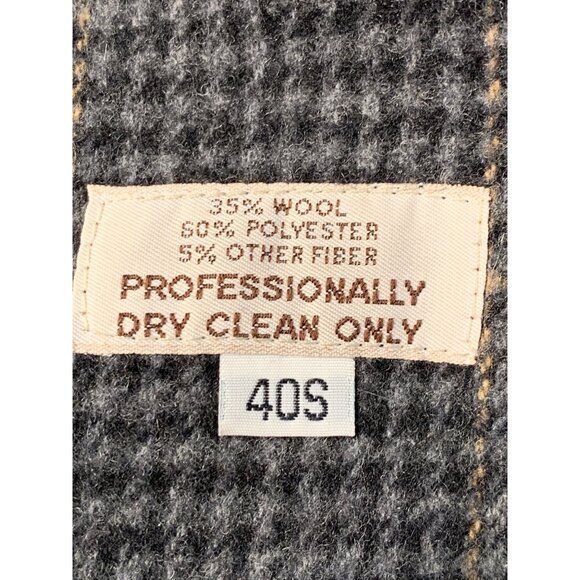 35% WOOL
60% POLYESTER
5% OTHER FIBER
PROFESSIONALLY
DRY CLEAN ONLY
40S